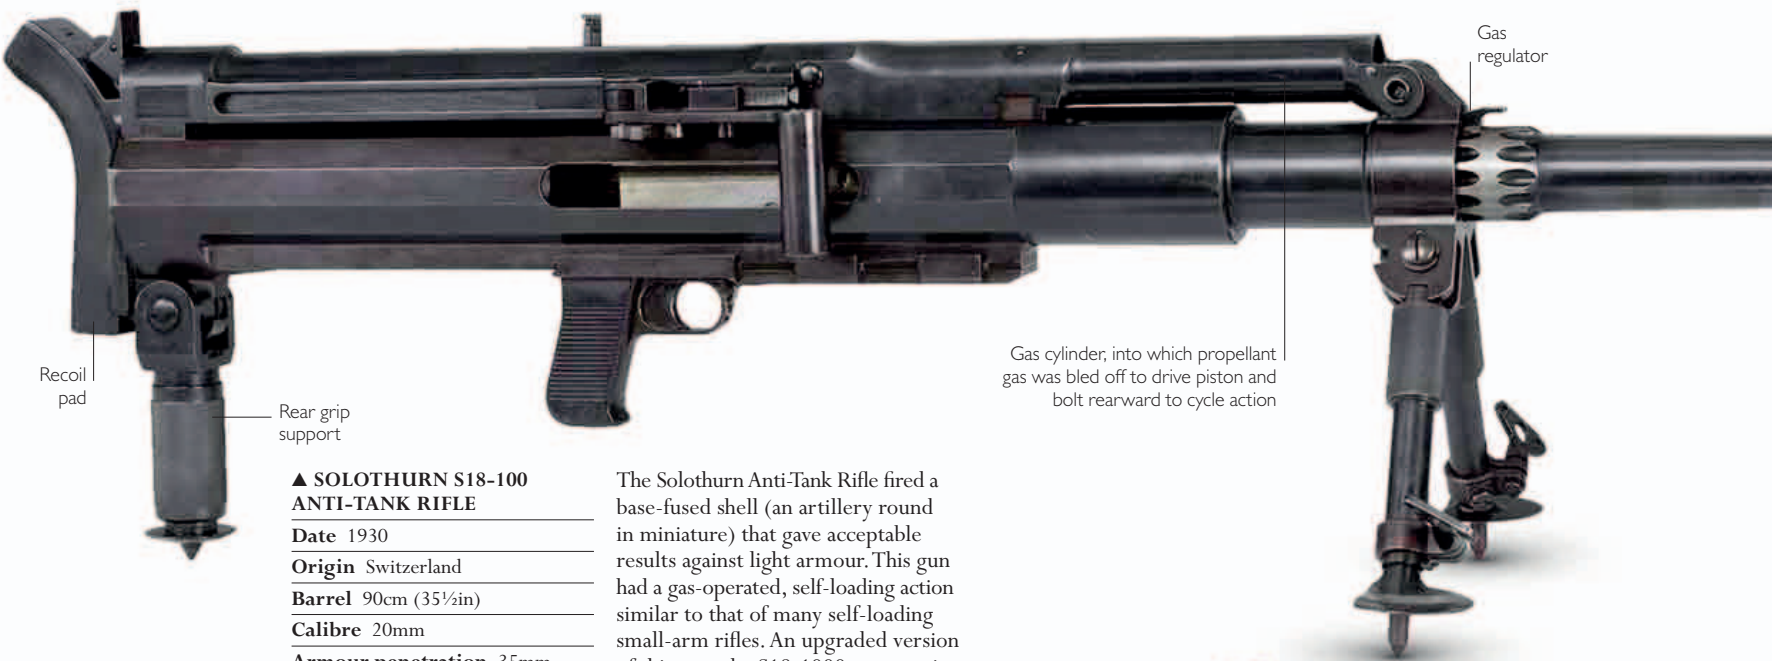 Gas
regulator
Gas cylinder, into which propellant
gas was bled off to drive piston and
bolt rearward to cycle action
Recoil
pad
Rear grip
support
▲ SOLOTHURN S18-100
ANTI-TANK RIFLE
Date 1930
Origin Switzerland
Barrel 90cm (35½in)
Calibre 20mm
Armour penetration 35mm
The Solothurn Anti-Tank Rifle fired a
base-fused shell (an artillery round
in miniature) that gave acceptable
results against light armour. This gun
had a gas-operated, self-loading action
similar to that of many self-loading
small-arm rifles. An upgraded version